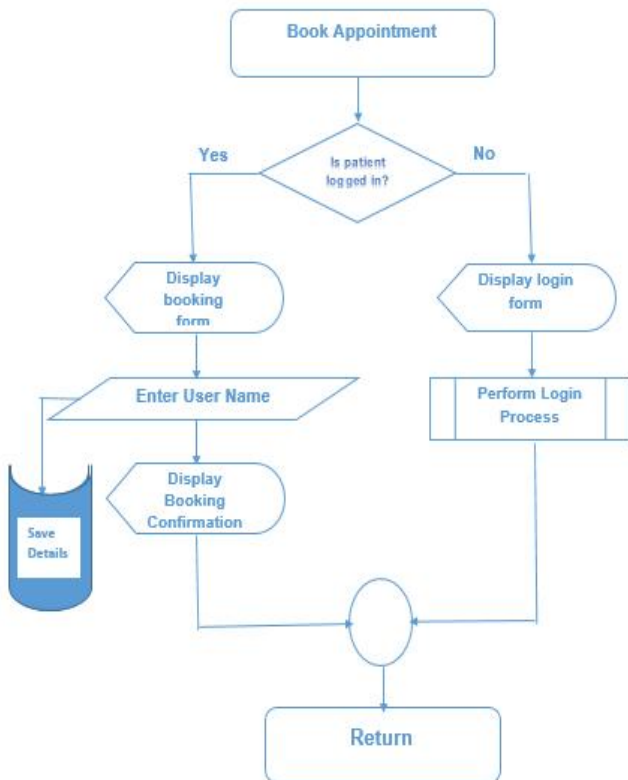 Book Appointment
Yes
Is patient
logged in?
No
Display
booking
form
Display login
form
Enter User Name
Perform Login
Process
Display
Booking
Confirmation
Save
Details
Return